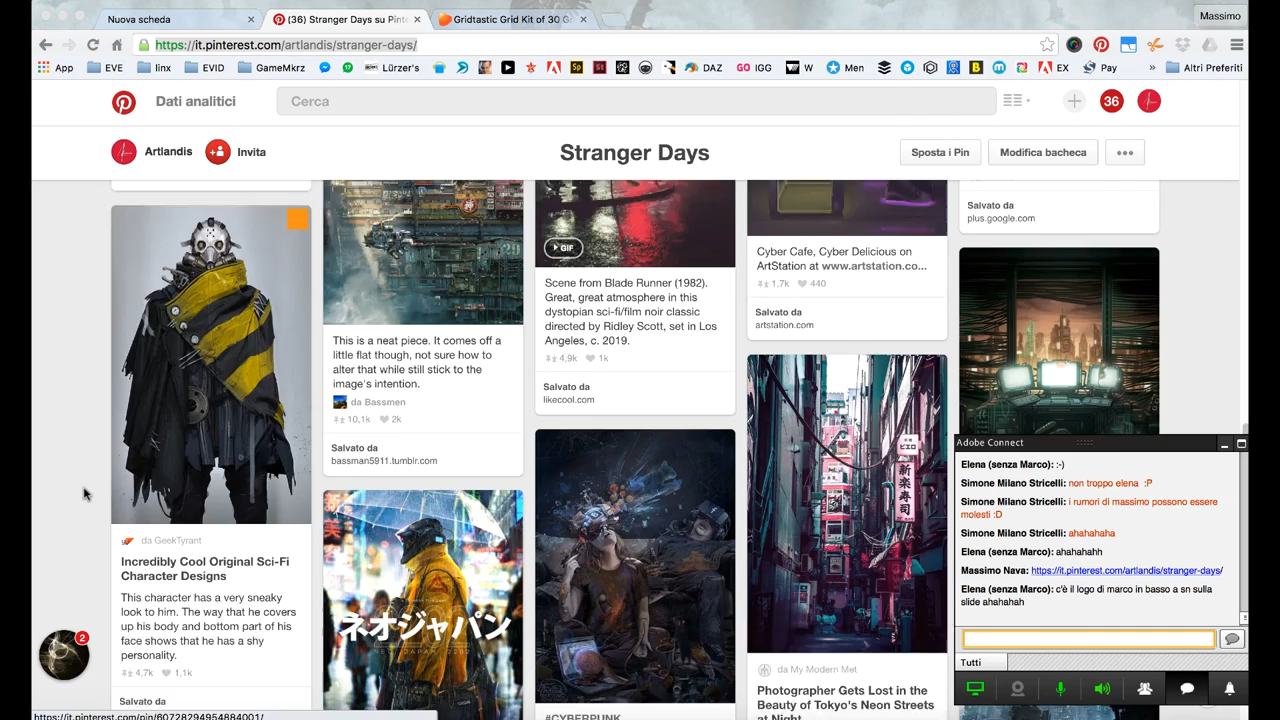 Nuova scheda
(36) Stranger Days su Pint
Gridtastic Grid Kit of 30 G
Massimo
https://it.pinterest.com/artlandis/stranger-days/
App
EVE
linx
EVID
GameMkrz
Lürzer's
DAZ
IGG
W
Men
EX
Pay
»
Altri Preferiti
Dati analitici
Cerca
36
Artlandis
Invita
Stranger Days
Sposta i Pin
Modifica bacheca
•••
GIF
da GeekTyrant
Incredibly Cool Original Sci-Fi
Character Designs
This character has a very sneaky
look to him. The way that he covers
up his body and bottom part of his
face shows that he has a shy
personality.
4,7k 1,1k
Salvato da
This is a neat piece. It comes off a
little flat though, not sure how to
alter that while still stick to the
image's intention.
da Bassmen
10,1k 2k
Salvato da
bassman5911.tumblr.com
ネオジャパン
Scene from Blade Runner (1982).
Great, great atmosphere in this
dystopian sci-fi/film noir classic
directed by Ridley Scott, set in Los
Angeles, c. 2019.
4,9k 1k
Salvato da
likecool.com
#CYBERPUNK
Cyber Cafe, Cyber Delicious on
ArtStation at www.artstation.co...
1,7k 440
Salvato da
artstation.com
新楽寿司
da My Modern Met
Photographer Gets Lost in the
Beauty of Tokyo's Neon Streets
at Night
Salvato da
plus.google.com
Adobe Connect
Elena (senza Marco): :-)
Simone Milano Stricelli: non troppo elena :P
Simone Milano Stricelli: i rumori di massimo possono essere
molesti :D
Simone Milano Stricelli: ahahahaha
Elena (senza Marco): ahahahahh
Massimo Nava: https://it.pinterest.com/artlandis/stranger-days/
Elena (senza Marco): c'è il logo di marco in basso a sn sulla
slide ahahahah
Tutti
2
https://it.pinterest.com/pin/607282949548840​01/